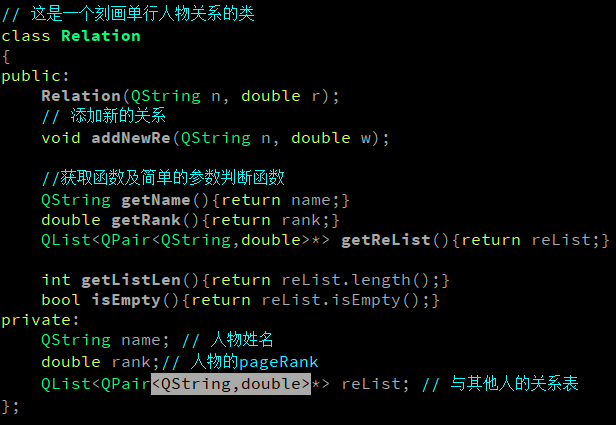 // 这是一个刻画单行人物关系的类
class Relation
{
public:
    Relation(QString n, double r);
    // 添加新的关系
    void addNewRe(QString n, double w);

    //获取函数及简单的参数判断函数
    QString getName(){return name;}
    double getRank(){return rank;}
    QList<QPair<QString,double>*> getReList(){return reList;}

    int getListLen(){return reList.length();}
    bool isEmpty(){return reList.isEmpty();}
private:
    QString name; // 人物姓名
    double rank;// 人物的pageRank
    QList<QPair<QString,double>*> reList; // 与其他人的关系表
};